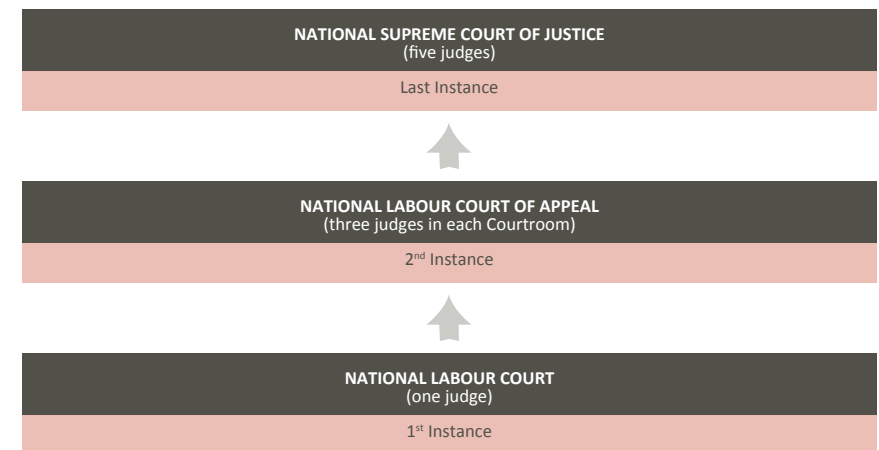 NATIONAL SUPREME COURT OF JUSTICE
(five judges)
Last Instance
NATIONAL LABOUR COURT OF APPEAL
(three judges in each Courtroom)
2nd Instance
NATIONAL LABOUR COURT
(one judge)
1st Instance